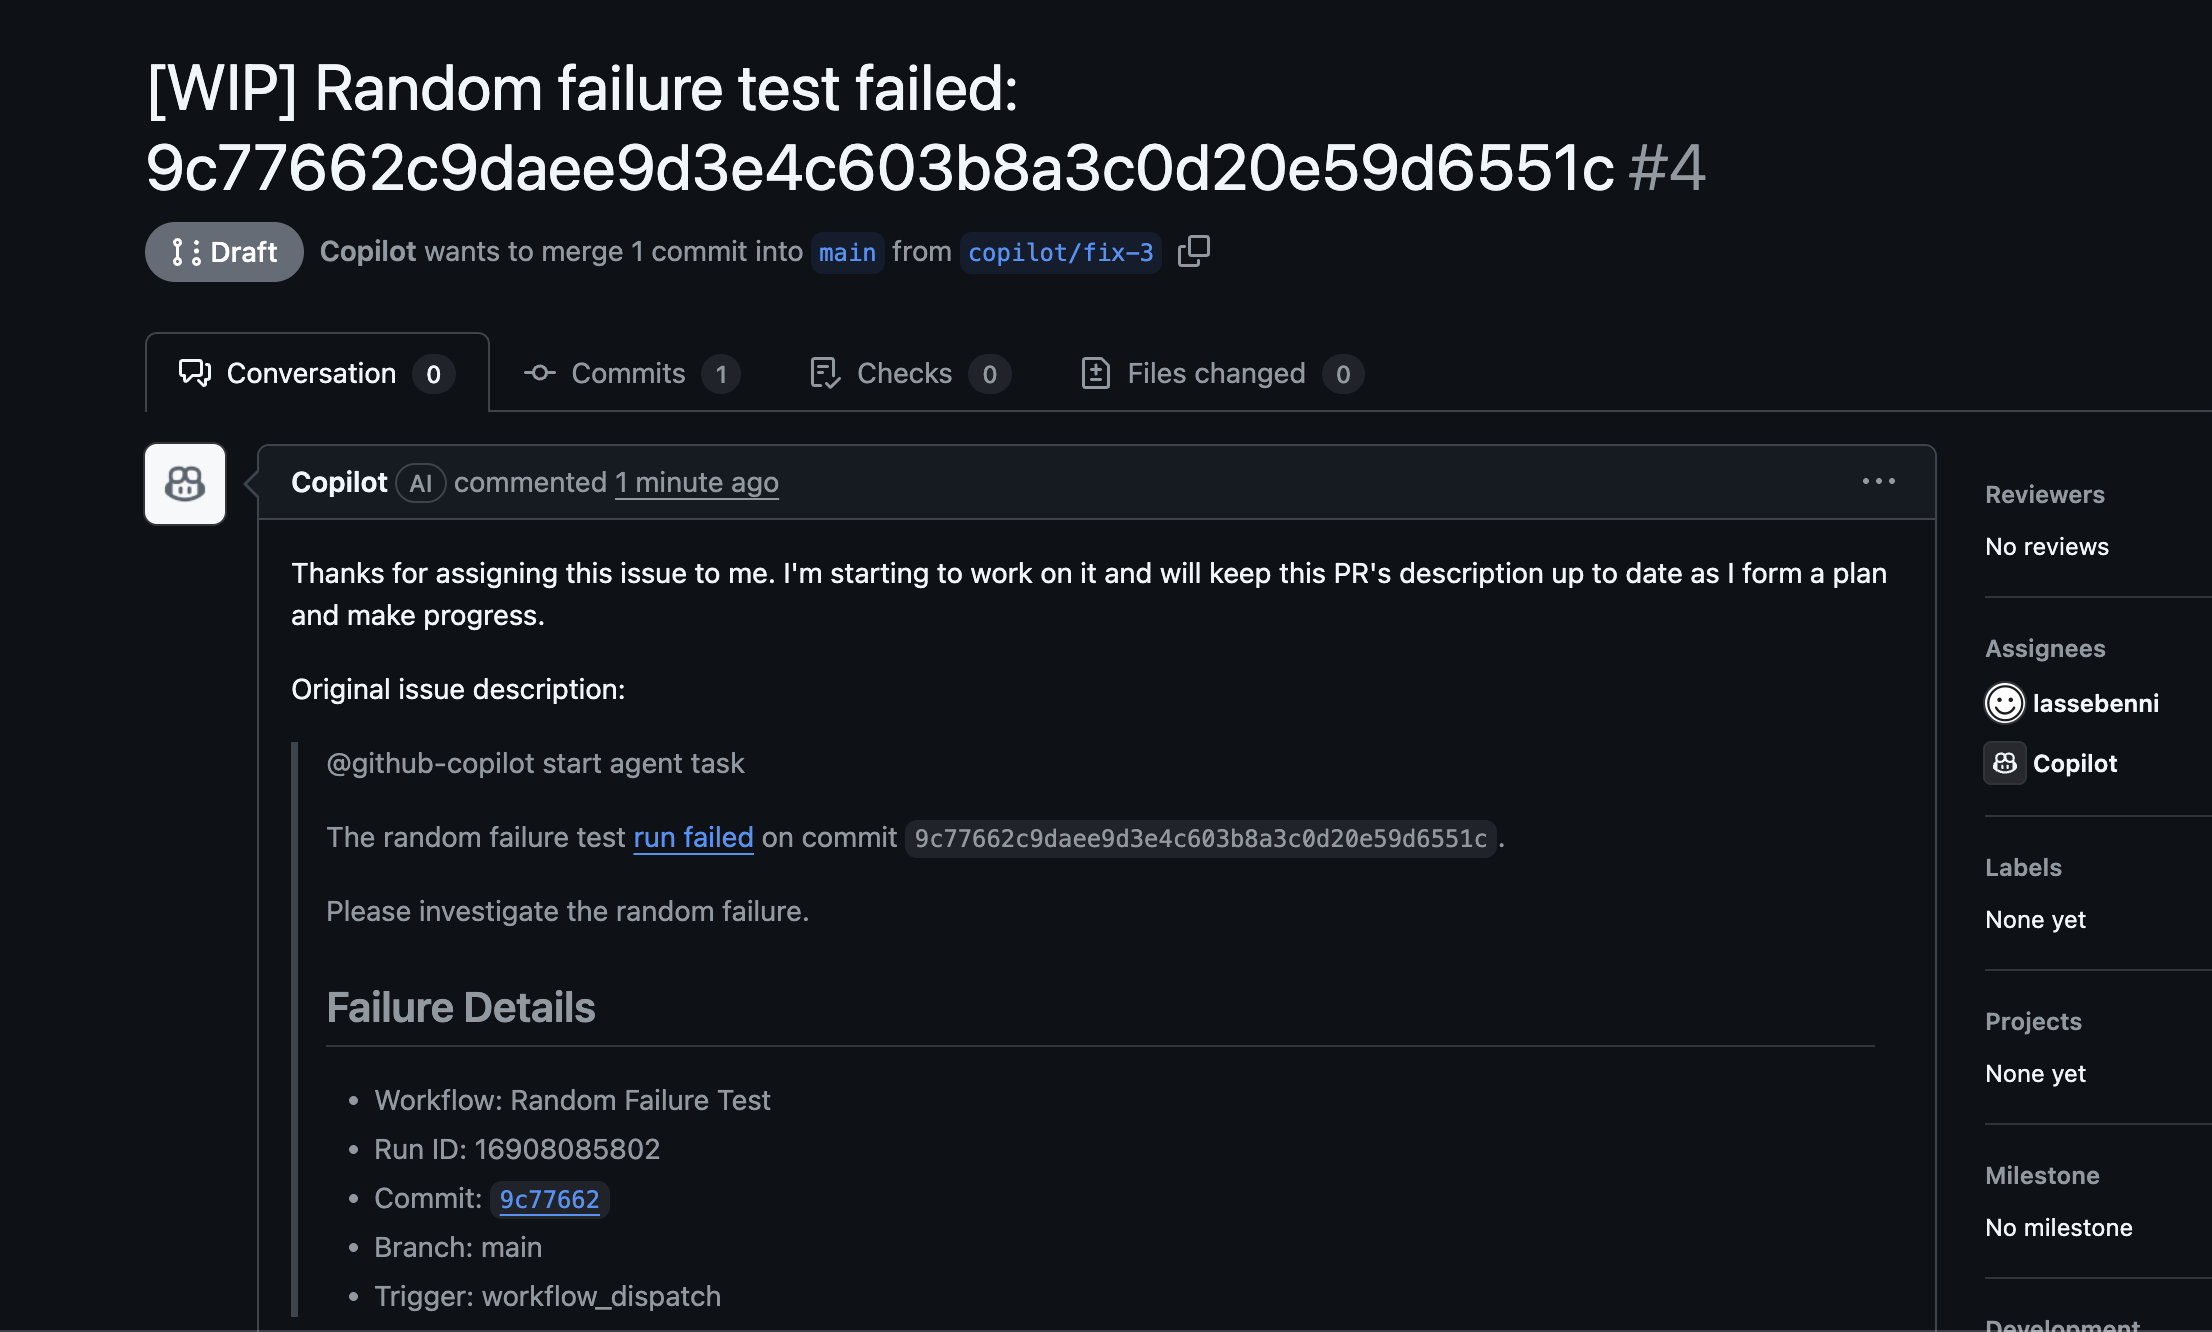 [WIP] Random failure test failed:
9c77662c9daee9d3e4c603b8a3c0d20e59d6551c #4
Draft Copilot wants to merge 1 commit into main from copilot/fix-3
Conversation 0 Commits 1 Checks 0 Files changed 0
Copilot AI commented 1 minute ago
Thanks for assigning this issue to me. I'm starting to work on it and will keep this PR's description up to date as I form a plan
and make progress.
Original issue description:
@github-copilot start agent task
The random failure test run failed on commit 9c77662c9daee9d3e4c603b8a3c0d20e59d6551c.
Please investigate the random failure.
Failure Details
• Workflow: Random Failure Test
• Run ID: 16908085802
• Commit: 9c77662
• Branch: main
• Trigger: workflow_dispatch
Reviewers
No reviews
Assignees
lassebenni
Copilot
Labels
None yet
Projects
None yet
Milestone
No milestone
Development